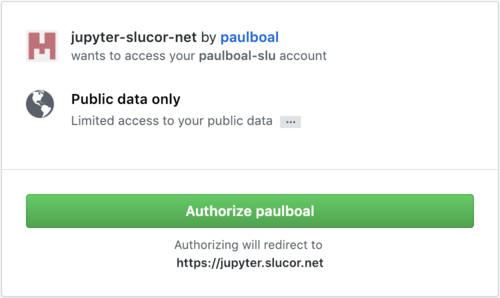 jupyter-slucor-net by paulboal
wants to access your paulboal-slu account
Public data only
Limited access to your public data ...
Authorize paulboal
Authorizing will redirect to
https://jupyter.slucor.net